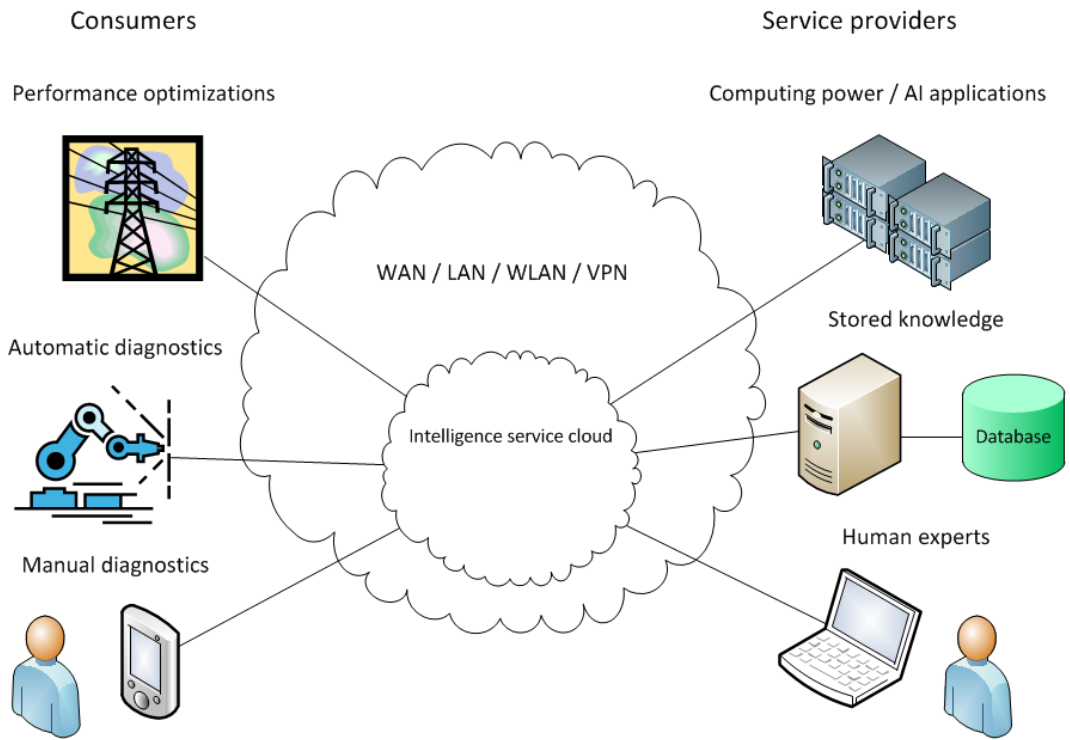 Consumers
Service providers
Performance optimizations
Computing power / AI applications
WAN / LAN / WLAN / VPN
Stored knowledge
Automatic diagnostics
Intelligence service cloud
Database
Human experts
Manual diagnostics